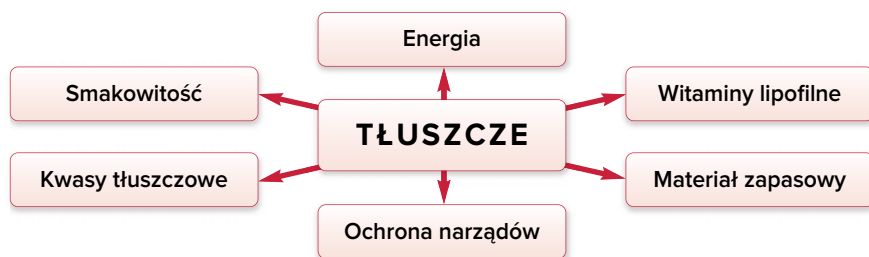 Energia
Smakowitość
Witaminy lipofilne
TŁUSZCZE
Kwasy tłuszczowe
Materiał zapasowy
Ochrona narządów